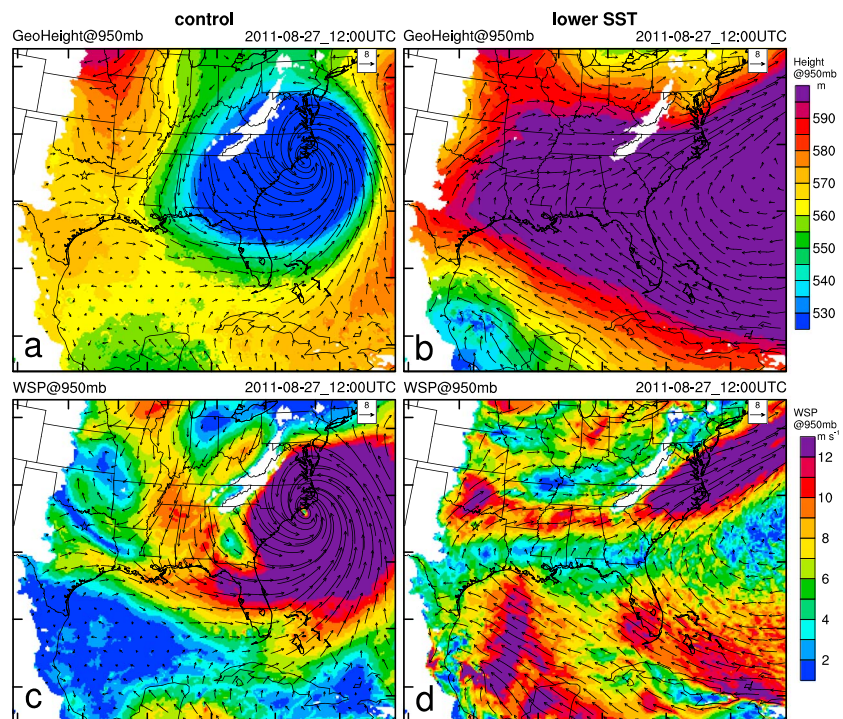 control lower SST
GeoHeight@950mb 2011-08-27_12:00UTC GeoHeight@950mb 2011-08-27_12:00UTC
8 8
Height
@950mb
m
590
580
570
560
550
540
530
a b
WSP@950mb 2011-08-27_12:00UTC WSP@950mb 2011-08-27_12:00UTC
8 8
WSP
@950mb
m s⁻¹
12
10
8
6
4
2
c d